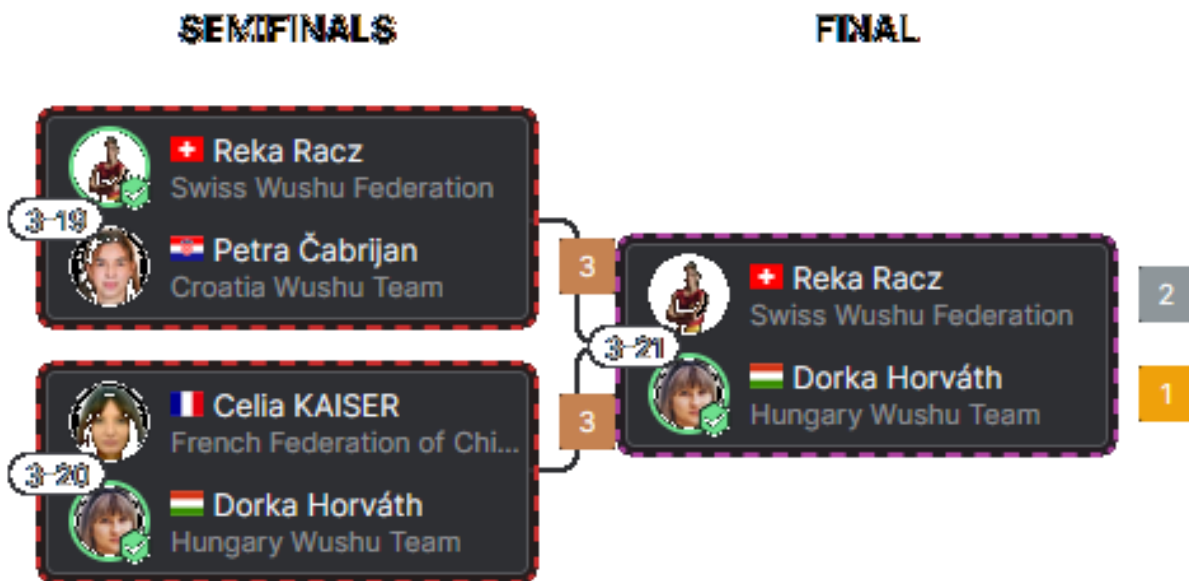 SEMIFINALS
FINAL
3-19
Reka Racz
Swiss Wushu Federation
Petra Čabrijan
Croatia Wushu Team
3
3-20
Celia KAISER
French Federation of Chi...
Dorka Horváth
Hungary Wushu Team
3
3-21
Reka Racz
Swiss Wushu Federation
2
Dorka Horváth
Hungary Wushu Team
1